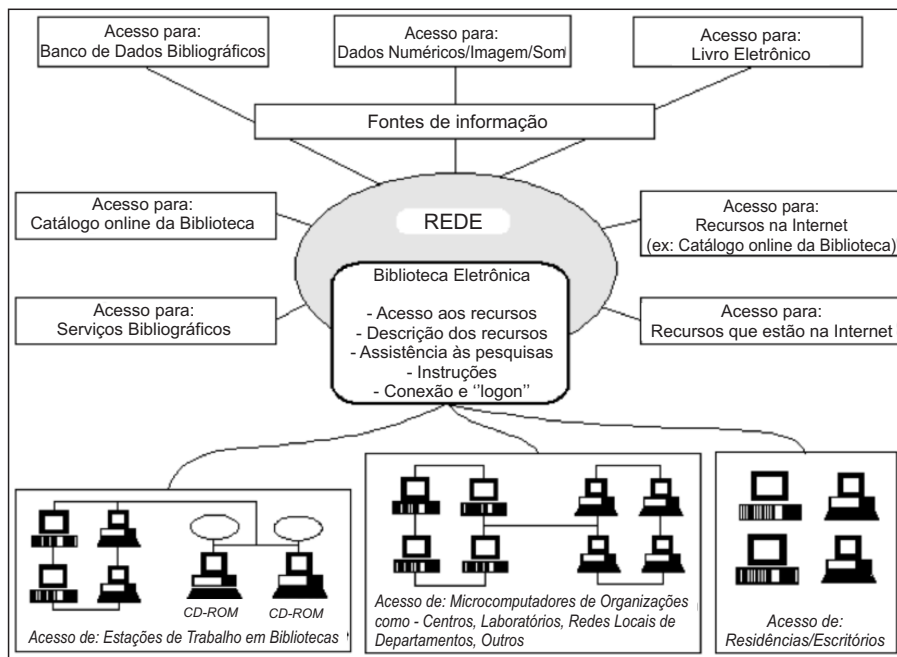 Acesso para:
Banco de Dados Bibliográficos
Acesso para:
Dados Numéricos/Imagem/Som
Acesso para:
Livro Eletrônico
Fontes de informação
Acesso para:
Catálogo online da Biblioteca
REDE
Acesso para:
Recursos na Internet
(ex: Catálogo online da Biblioteca)
Acesso para:
Serviços Bibliográficos
Biblioteca Eletrônica
- Acesso aos recursos
- Descrição dos recursos
- Assistência às pesquisas
- Instruções
- Conexão e ‘‘logon’’
Acesso para:
Recursos que estão na Internet
CD-ROM
CD-ROM
Acesso de: Estações de Trabalho em Bibliotecas
Acesso de: Microcomputadores de Organizações
como - Centros, Laboratórios, Redes Locais de
Departamentos, Outros
Acesso de:
Residências/Escritórios